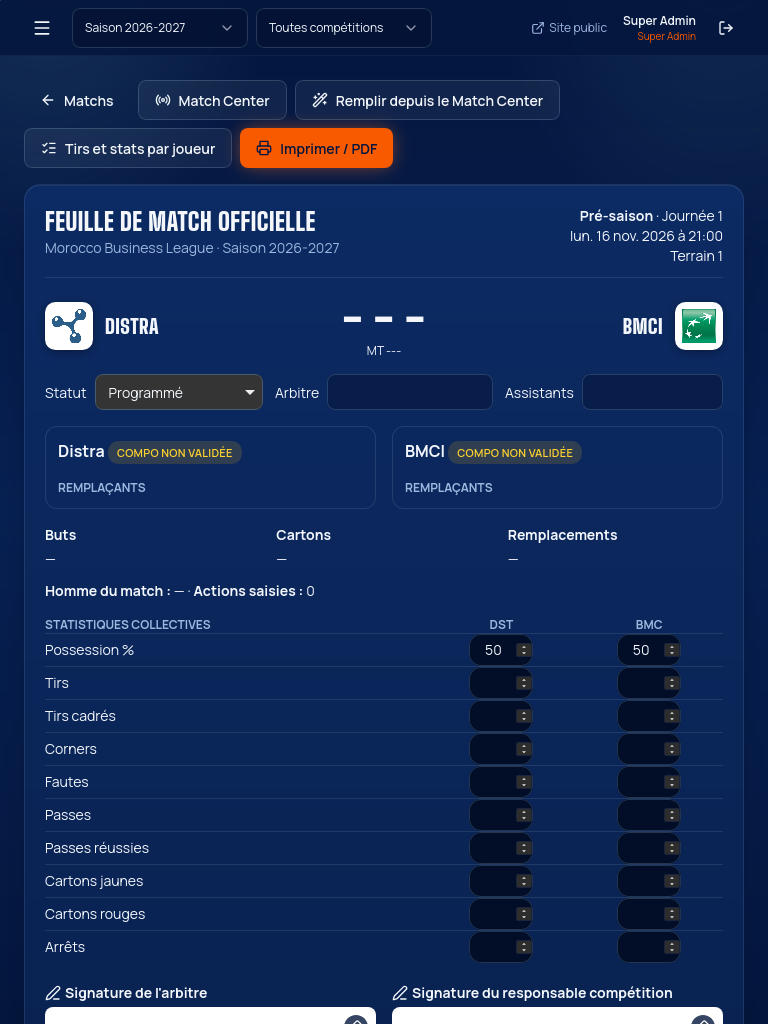 Saison 2026-2027
Toutes compétitions
Site public
Super Admin
Super Admin
Matchs
Match Center
Remplir depuis le Match Center
Tirs et stats par joueur
Imprimer / PDF
FEUILLE DE MATCH OFFICIELLE
Morocco Business League · Saison 2026-2027
Pré-saison · Journée 1
lun. 16 nov. 2026 à 21:00
Terrain 1
DISTRA
- - -
BMCI
MT ---
Statut
Programmé
Arbitre
Assistants
Distra COMPO NON VALIDÉE
REMPLAÇANTS
BMCI COMPO NON VALIDÉE
REMPLAÇANTS
Buts
—
Cartons
—
Remplacements
—
Homme du match : — · Actions saisies : 0
STATISTIQUES COLLECTIVES DST BMC
Possession % 50 50
Tirs
Tirs cadrés
Corners
Fautes
Passes
Passes réussies
Cartons jaunes
Cartons rouges
Arrêts
Signature de l'arbitre
Signature du responsable compétition